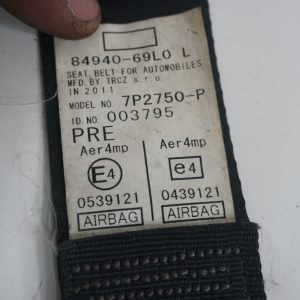 84940-69L0 L
SEAT BELT FOR AUTOMOBILES
MFD. BY TRCZ s.r.o.
IN 2011
MODEL NO 7P2750-P
ID NO. 003795
PRE
Aer4mp Aer4mp
E4 e4
0539121 0439121
AIRBAG AIRBAG